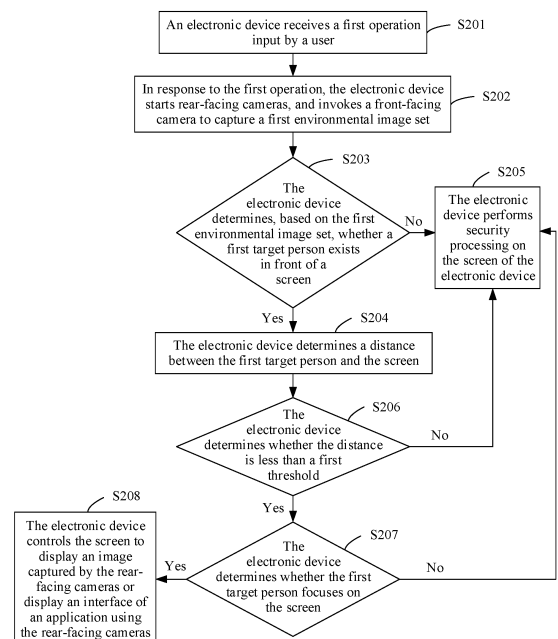 An electronic device receives a first operation
input by a user
S201
In response to the first operation, the electronic device
starts rear-facing cameras, and invokes a front-facing
camera to capture a first environmental image set
S202
S203
The
electronic device
determines, based on the first
environmental image set, whether a
first target person exists
in front of a
screen
No
S205
The electronic
device performs
security
processing on
the screen of the
electronic device
Yes
S204
The electronic device determines a distance
between the first target person and the screen
S206
The
electronic device
determines whether the distance
is less than a first
threshold
No
Yes
S207
The
electronic device
determines whether the first
target person focuses on
the screen
No
Yes
S208
The electronic device
controls the screen to
display an image
captured by the rear-
facing cameras or
display an interface of
an application using
the rear-facing cameras